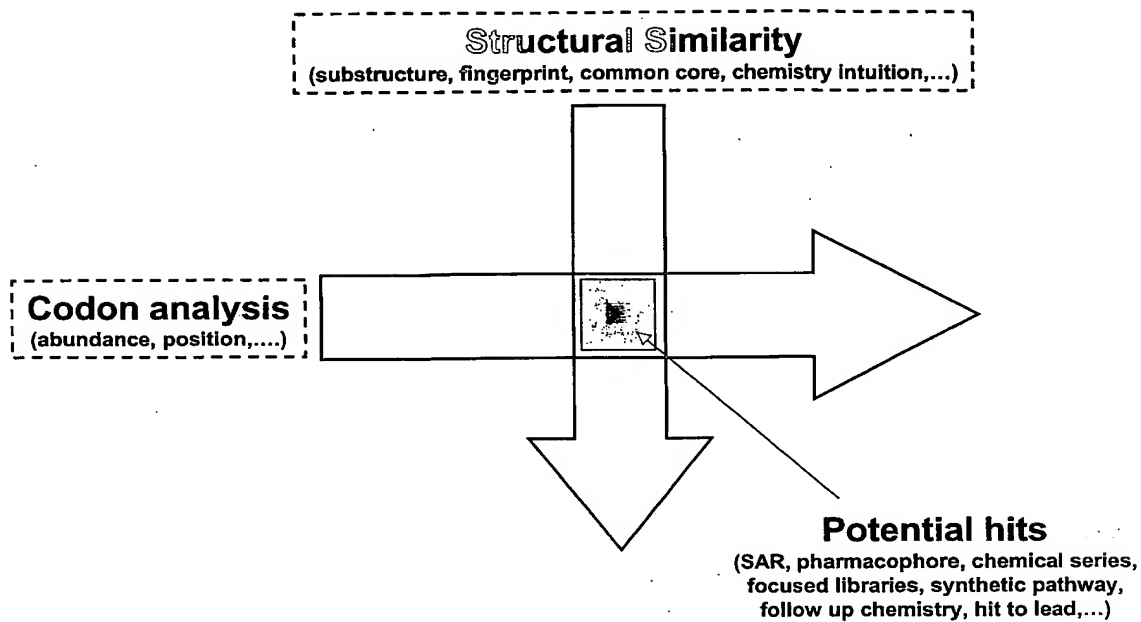 Structural Similarity
(substructure, fingerprint, common core, chemistry intuition,...)
Codon analysis
(abundance, position,....)
Potential hits
(SAR, pharmacophore, chemical series,
focused libraries, synthetic pathway,
follow up chemistry, hit to lead,...)